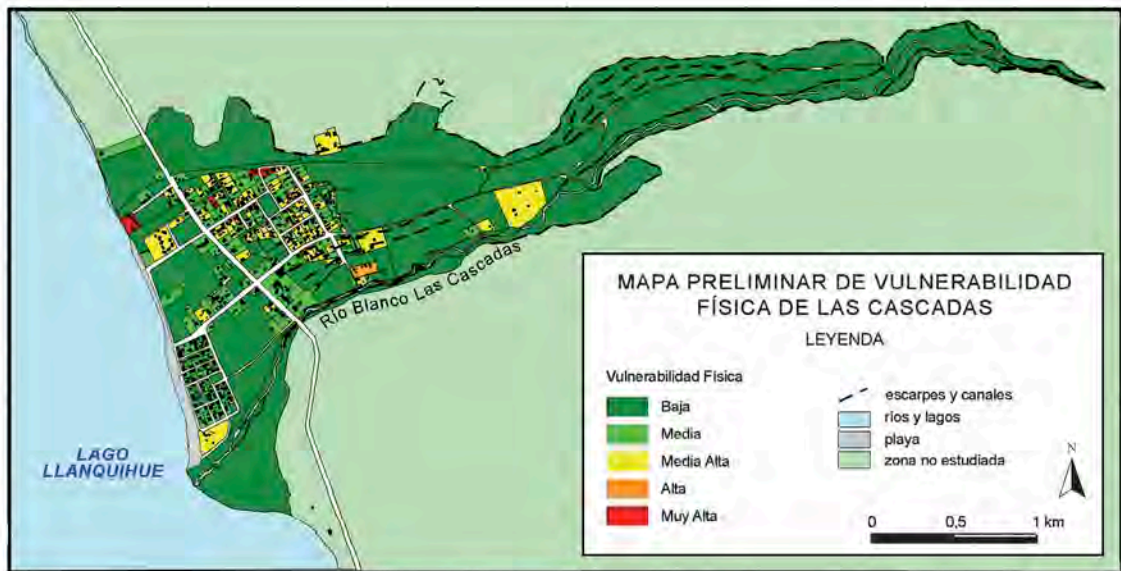 LAGO
LLANQUIHUE
Río Blanco Las Cascadas
MAPA PRELIMINAR DE VULNERABILIDAD
FÍSICA DE LAS CASCADAS
LEYENDA
Vulnerabilidad Física
Baja
Media
Media Alta
Alta
Muy Alta
escarpes y canales
ríos y lagos
playa
zona no estudiada
N
0 0,5 1 km